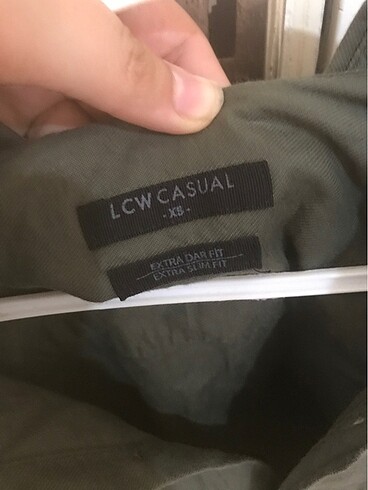 LCW CASUAL
- XS -
EXTRA DAR FIT
EXTRA SLIM FIT